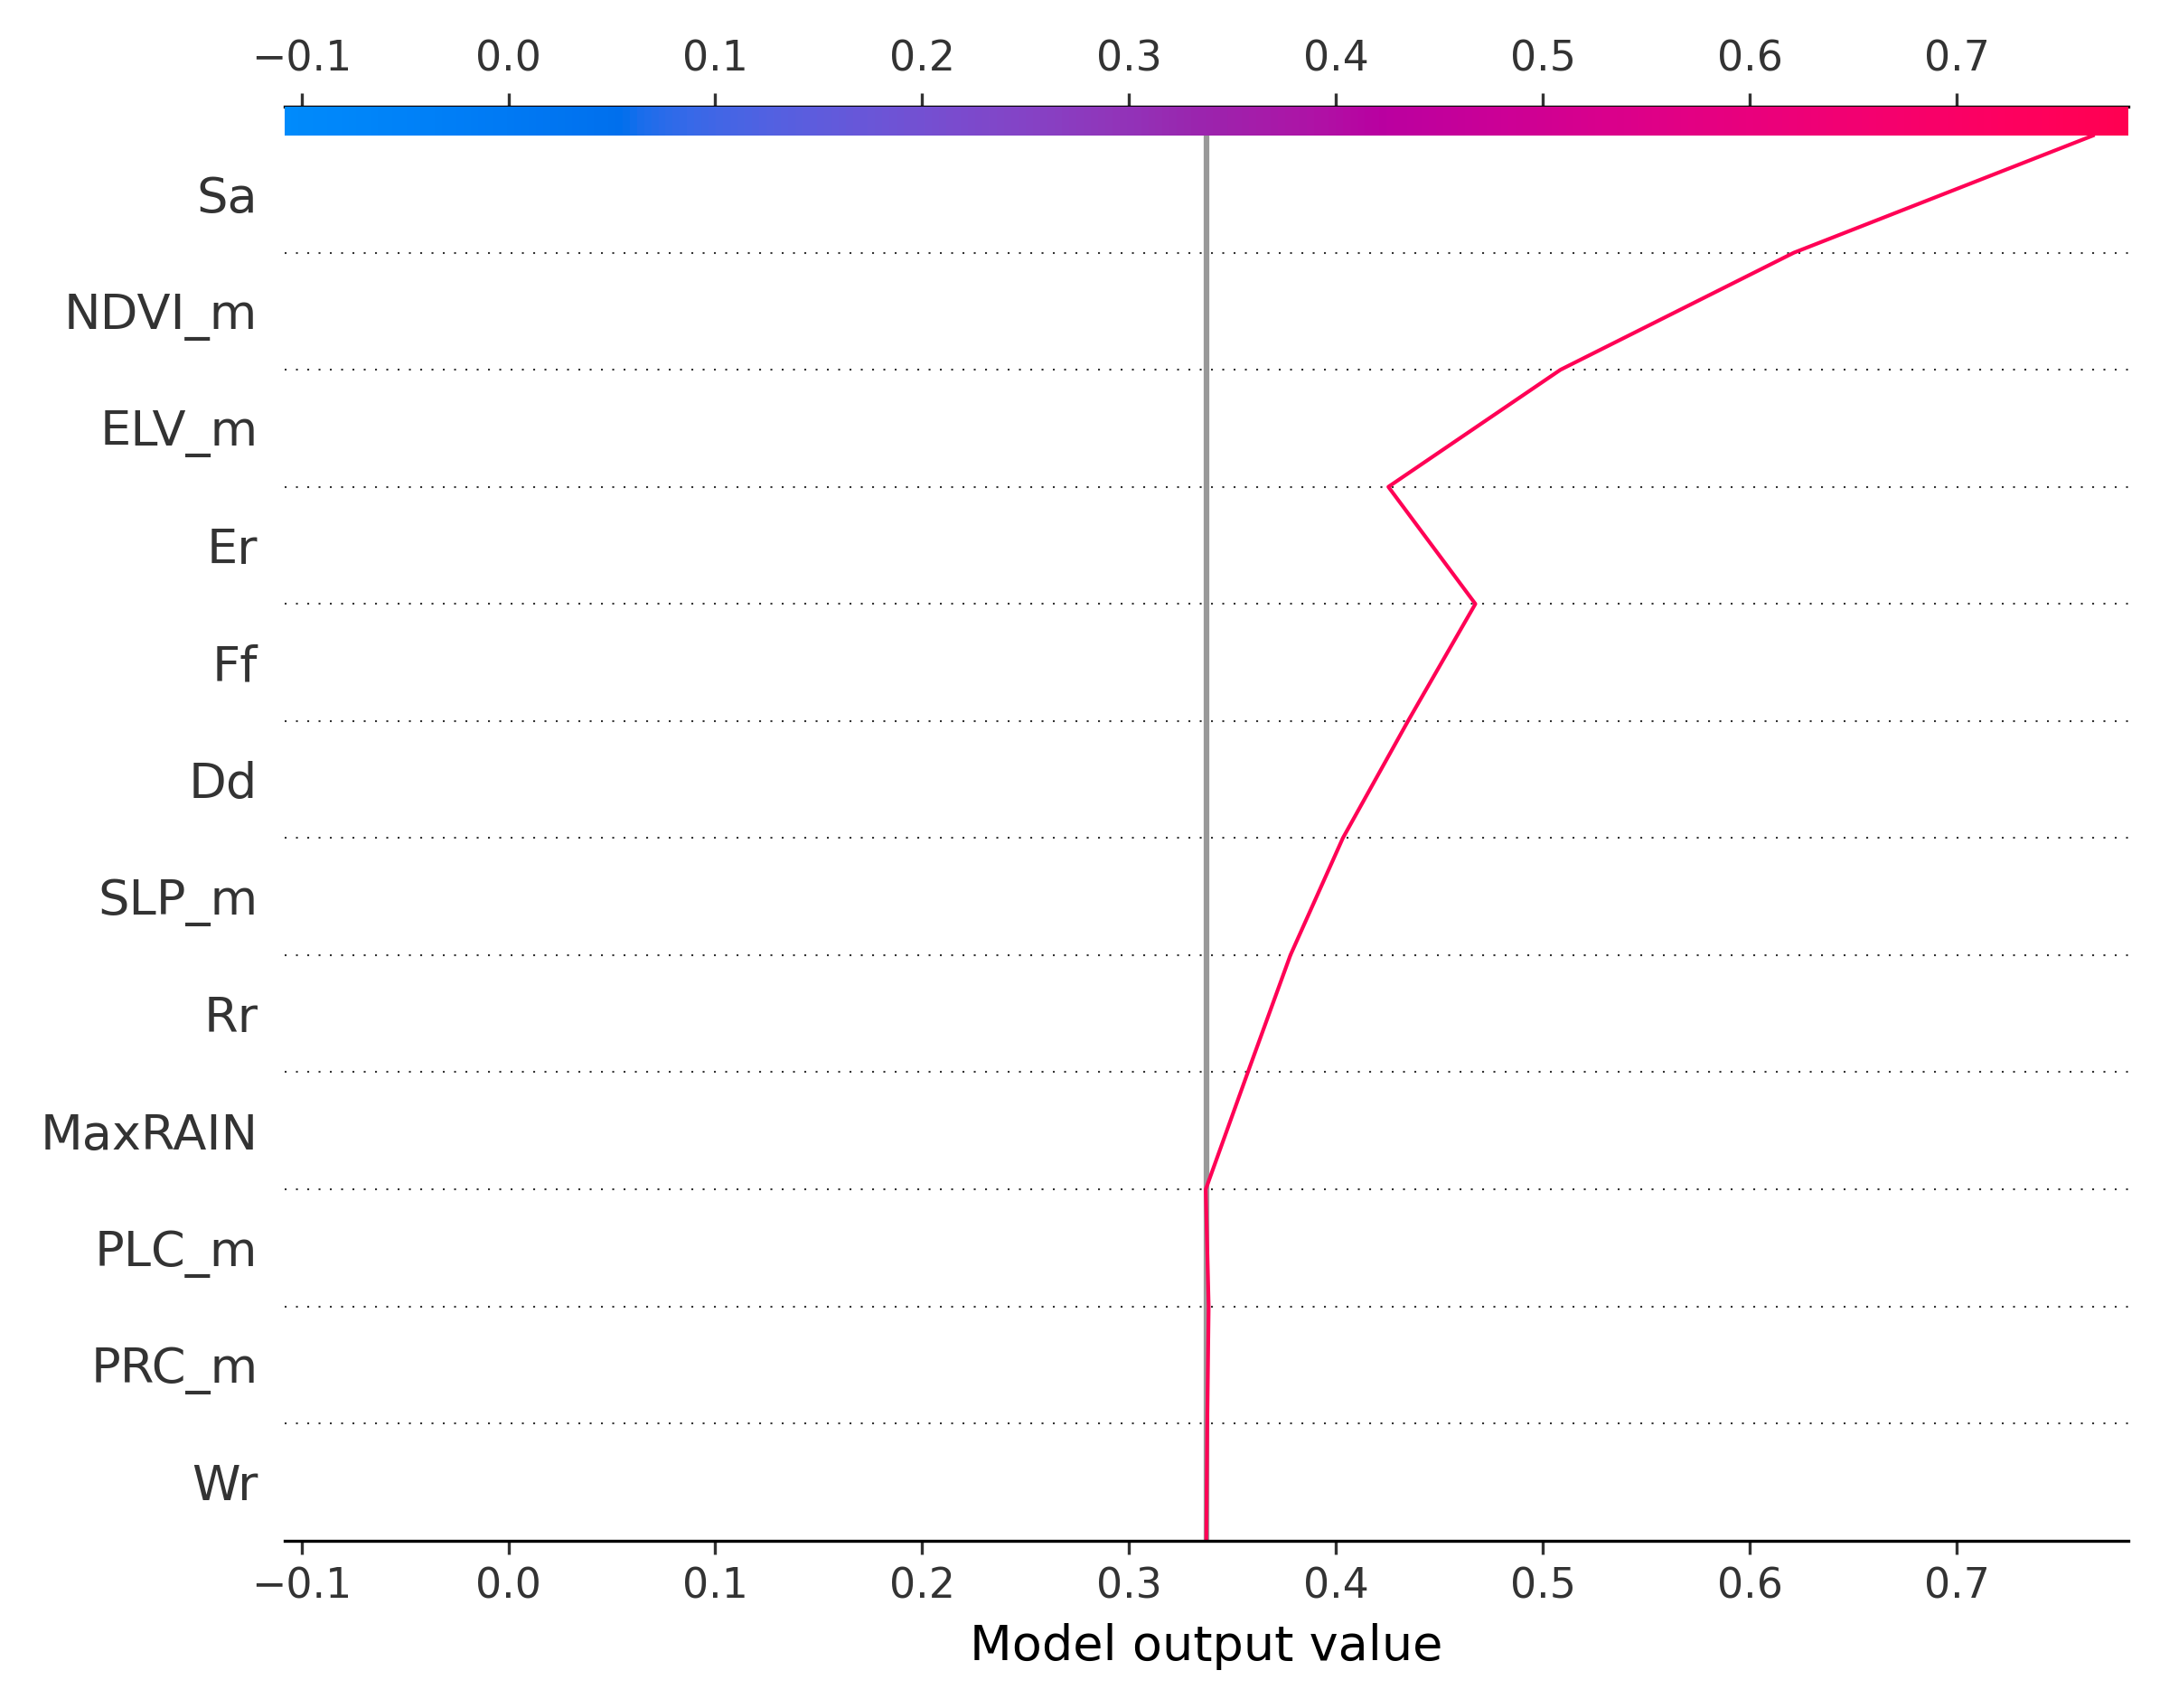 −0.1 0.0 0.1 0.2 0.3 0.4 0.5 0.6 0.7
Sa
NDVI_m
ELV_m
Er
Ff
Dd
SLP_m
Rr
MaxRAIN
PLC_m
PRC_m
Wr
−0.1 0.0 0.1 0.2 0.3 0.4 0.5 0.6 0.7
Model output value